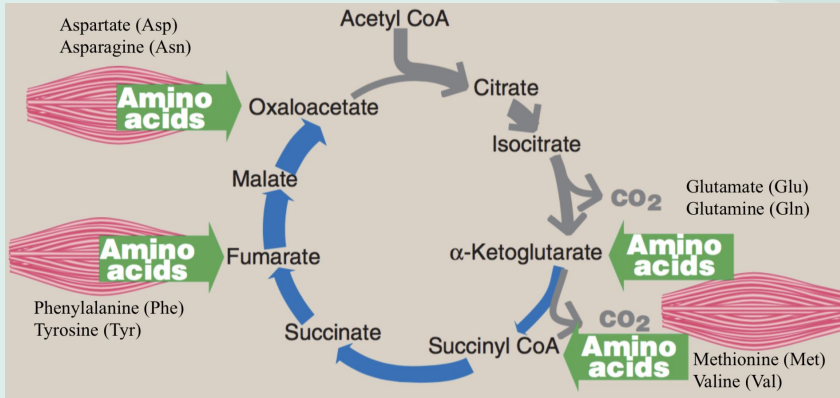 Aspartate (Asp)
Asparagine (Asn)
Amino
acids
Acetyl CoA
Oxaloacetate
Citrate
Isocitrate
CO2
Malate
Glutamate (Glu)
Glutamine (Gln)
Amino
acids
Fumarate
α-Ketoglutarate
Amino
acids
Phenylalanine (Phe)
Tyrosine (Tyr)
Succinate
Succinyl CoA
CO2
Amino
acids
Methionine (Met)
Valine (Val)